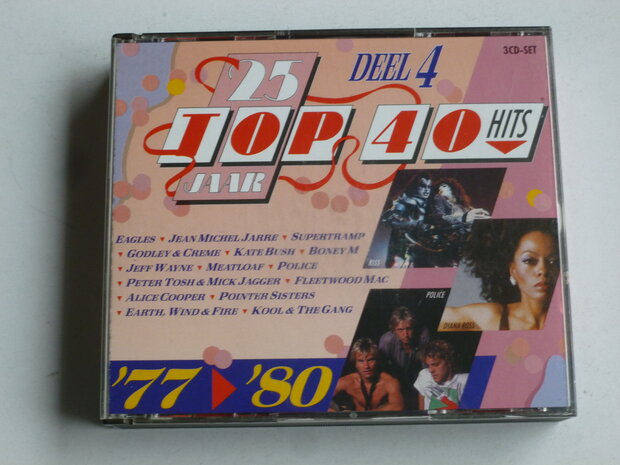 '25
DEEL 4
3CD-SET
TOP 40 HITS
JAAR
EAGLES ▾ JEAN MICHEL JARRE ▾ SUPERTRAMP
▾ GODLEY & CREME ▾ KATE BUSH ▾ BONEY M
▾ JEFF WAYNE ▾ MEATLOAF ▾ POLICE
▾ PETER TOSH & MICK JAGGER ▾ FLEETWOOD MAC
▾ ALICE COOPER ▾ POINTER SISTERS
▾ EARTH, WIND & FIRE ▾ KOOL & THE GANG
KISS
POLICE
DIANA ROSS
'77 ▸ '80